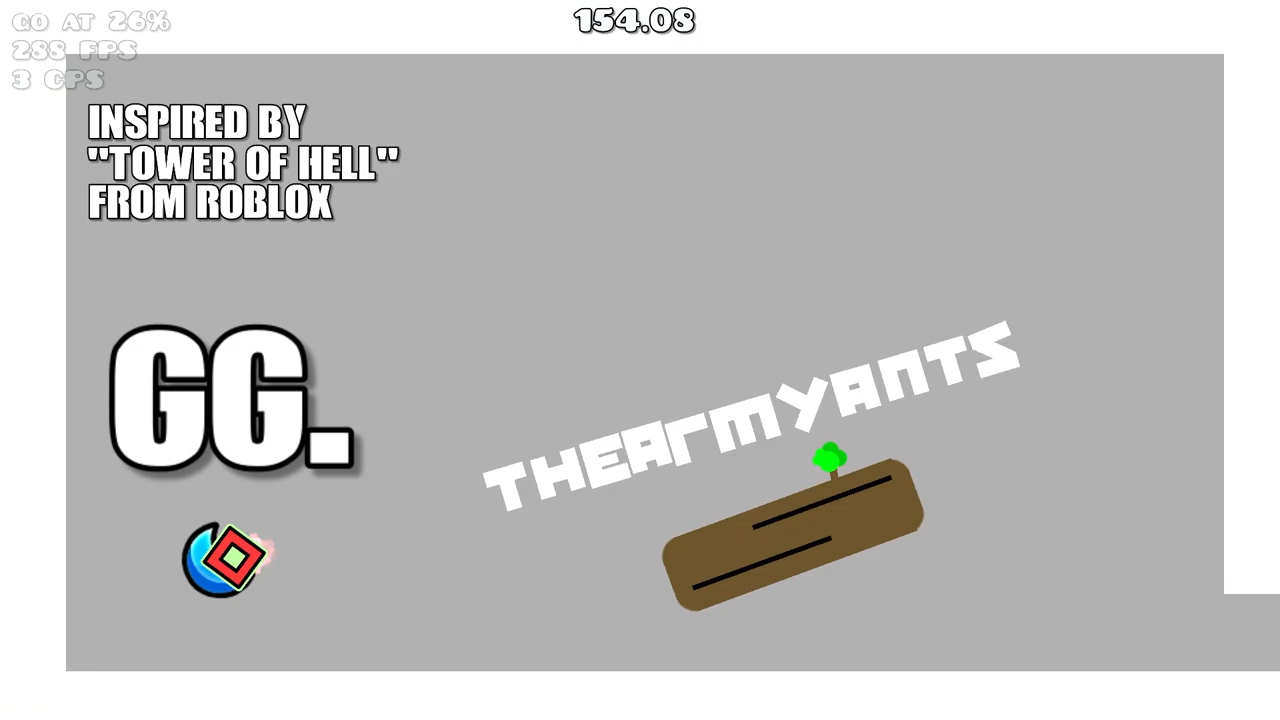 GO AT 26%
288 FPS
3 CPS
154.08
INSPIRED BY
"TOWER OF HELL"
FROM ROBLOX
GG.
THEARMYANTS